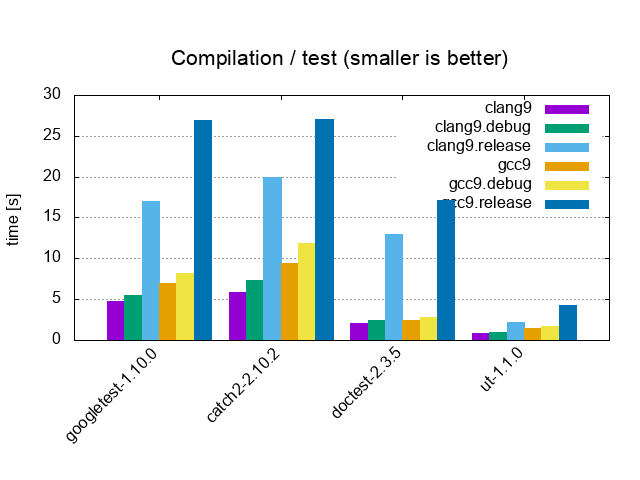 Compilation / test (smaller is better)
30
25
20
15
10
5
0
time [s]
clang9
clang9.debug
clang9.release
gcc9
gcc9.debug
gcc9.release
googletest-1.10.0
catch2-2.10.2
doctest-2.3.5
ut-1.1.0